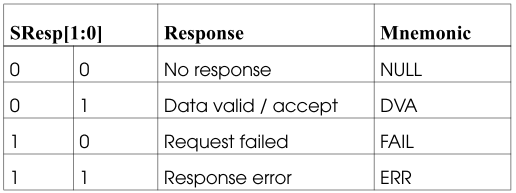 SResp[1:0] Response Mnemonic
0 0 No response NULL
0 1 Data valid / accept DVA
1 0 Request failed FAIL
1 1 Response error ERR